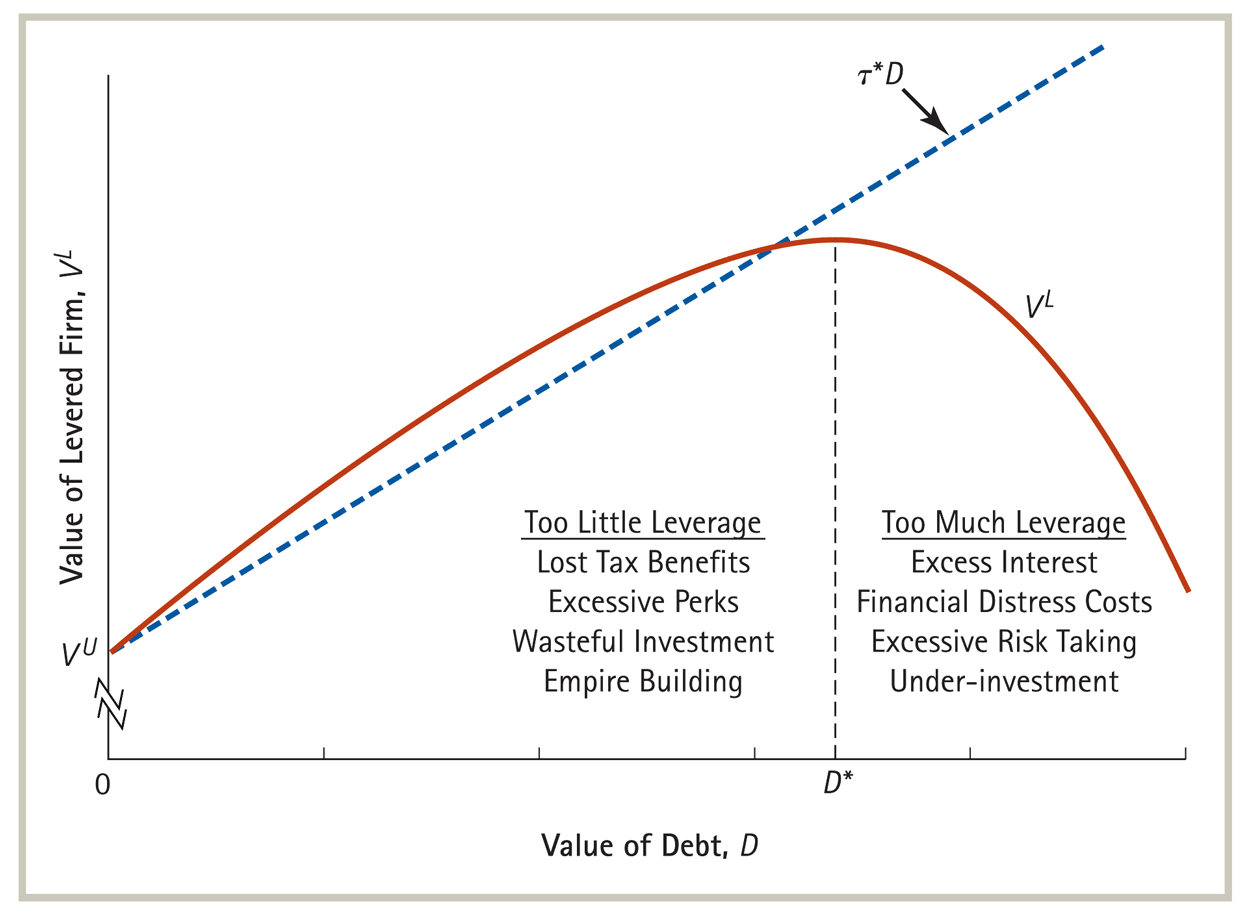 τ*D
Value of Levered Firm, V^L
V^L
Too Little Leverage
Lost Tax Benefits
Excessive Perks
Wasteful Investment
Empire Building
Too Much Leverage
Excess Interest
Financial Distress Costs
Excessive Risk Taking
Under-investment
V^U
0
D*
Value of Debt, D